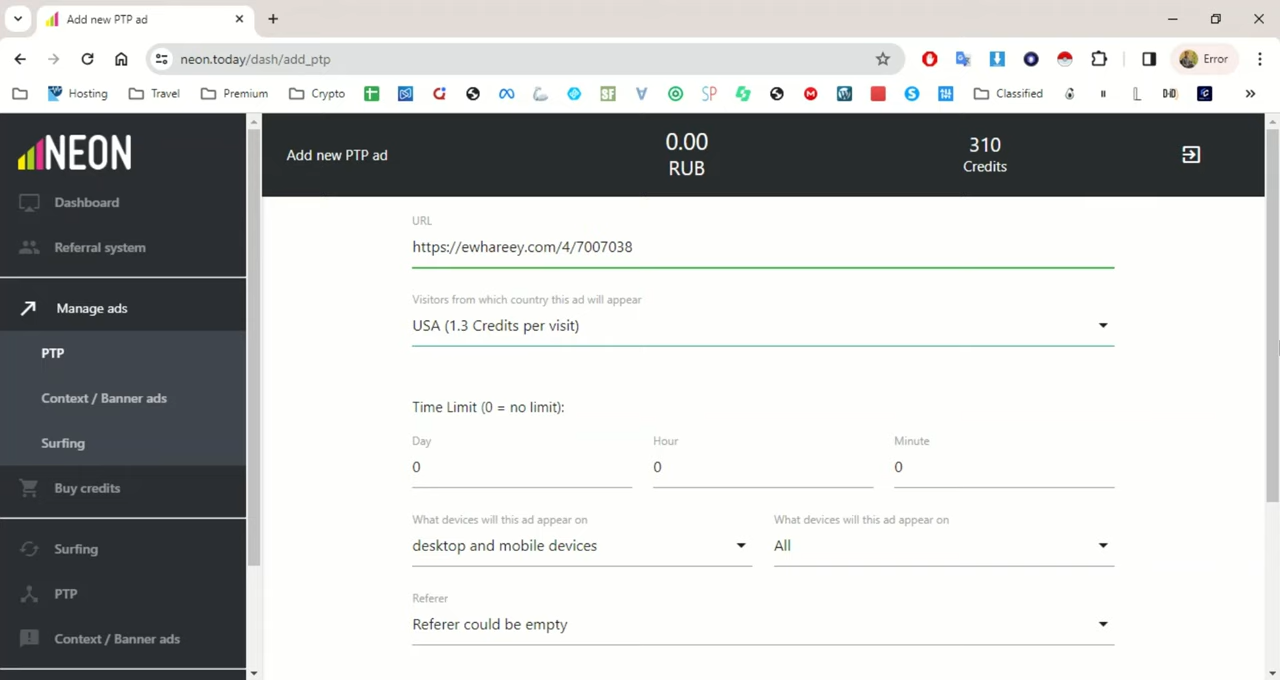 Add new PTP ad
neon.today/dash/add_ptp
Error
Hosting
Travel
Premium
Crypto
SF
SP
Classified
NEON
Add new PTP ad
0.00
RUB
310
Credits
Dashboard
Referral system
Manage ads
PTP
Context / Banner ads
Surfing
Buy credits
Surfing
PTP
Context / Banner ads
URL
https://ewhareey.com/4/7007038
Visitors from which country this ad will appear
USA (1.3 Credits per visit)
Time Limit (0 = no limit):
Day
Hour
Minute
0
0
0
What devices will this ad appear on
What devices will this ad appear on
desktop and mobile devices
All
Referer
Referer could be empty